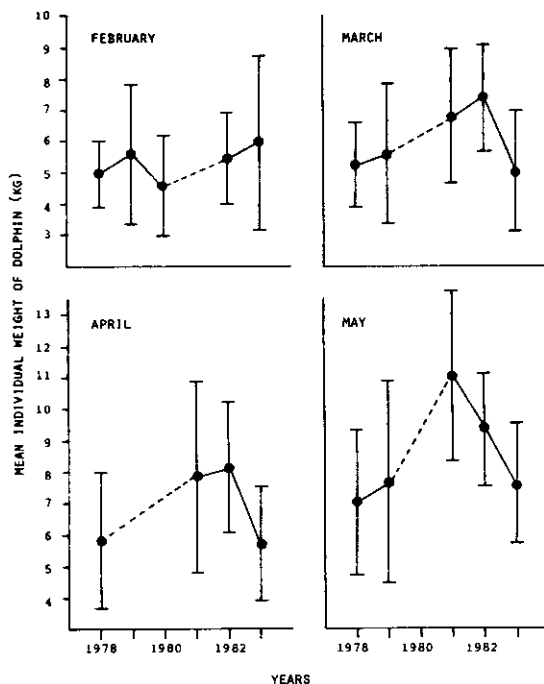 MEAN INDIVIDUAL WEIGHT OF DOLPHIN (KG)
FEBRUARY
10
9
8
7
6
5
4
3
MARCH
APRIL
13
12
11
10
9
8
7
6
5
4
MAY
1978 1980 1982
1978 1980 1982
YEARS